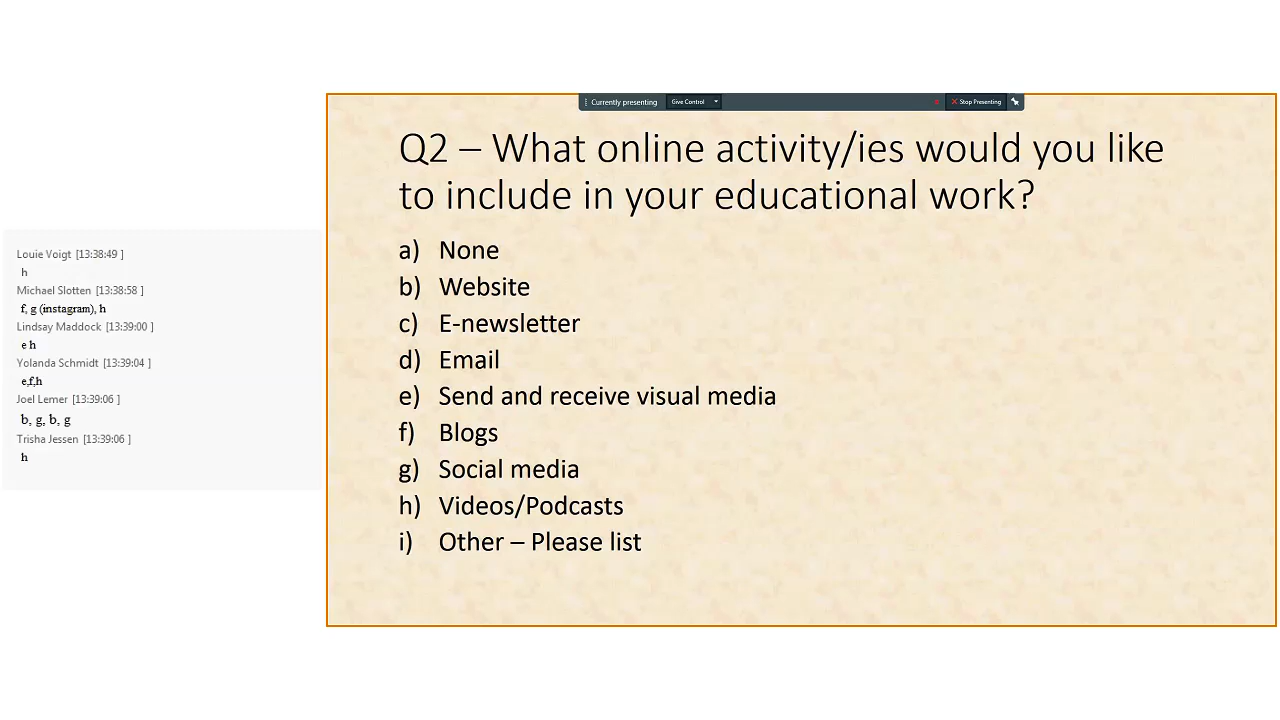 Currently presenting Give Control Stop Presenting
Q2 – What online activity/ies would you like
to include in your educational work?
a) None
b) Website
c) E-newsletter
d) Email
e) Send and receive visual media
f) Blogs
g) Social media
h) Videos/Podcasts
i) Other – Please list
Louie Voigt [13:38:49 ]
h
Michael Slotten [13:38:58 ]
f, g (instagram), h
Lindsay Maddock [13:39:00 ]
e h
Yolanda Schmidt [13:39:04 ]
e,f,h
Joel Lemer [13:39:06 ]
b, g, b, g
Trisha Jessen [13:39:06 ]
h